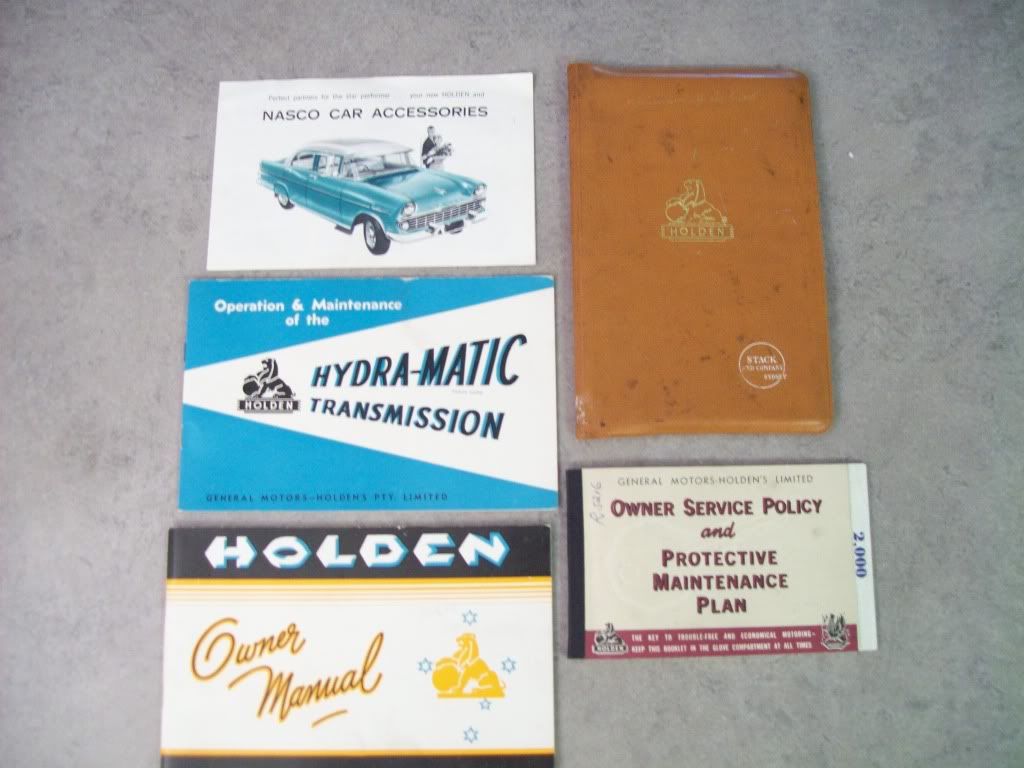 Perfect partners for the star performer . . . your new HOLDEN and
NASCO CAR ACCESSORIES
Operation & Maintenance
of the
HYDRA-MATIC
TRANSMISSION
HOLDEN
GENERAL MOTORS–HOLDEN'S PTY. LIMITED
HOLDEN
Owner
Manual
HOLDEN
STACK
AND COMPANY
SYDNEY
GENERAL MOTORS-HOLDEN'S LIMITED
OWNER SERVICE POLICY
and
PROTECTIVE
MAINTENANCE
PLAN
2,000
HOLDEN
THE KEY TO TROUBLE-FREE AND ECONOMICAL MOTORING–
KEEP THIS BOOKLET IN THE GLOVE COMPARTMENT AT ALL TIMES